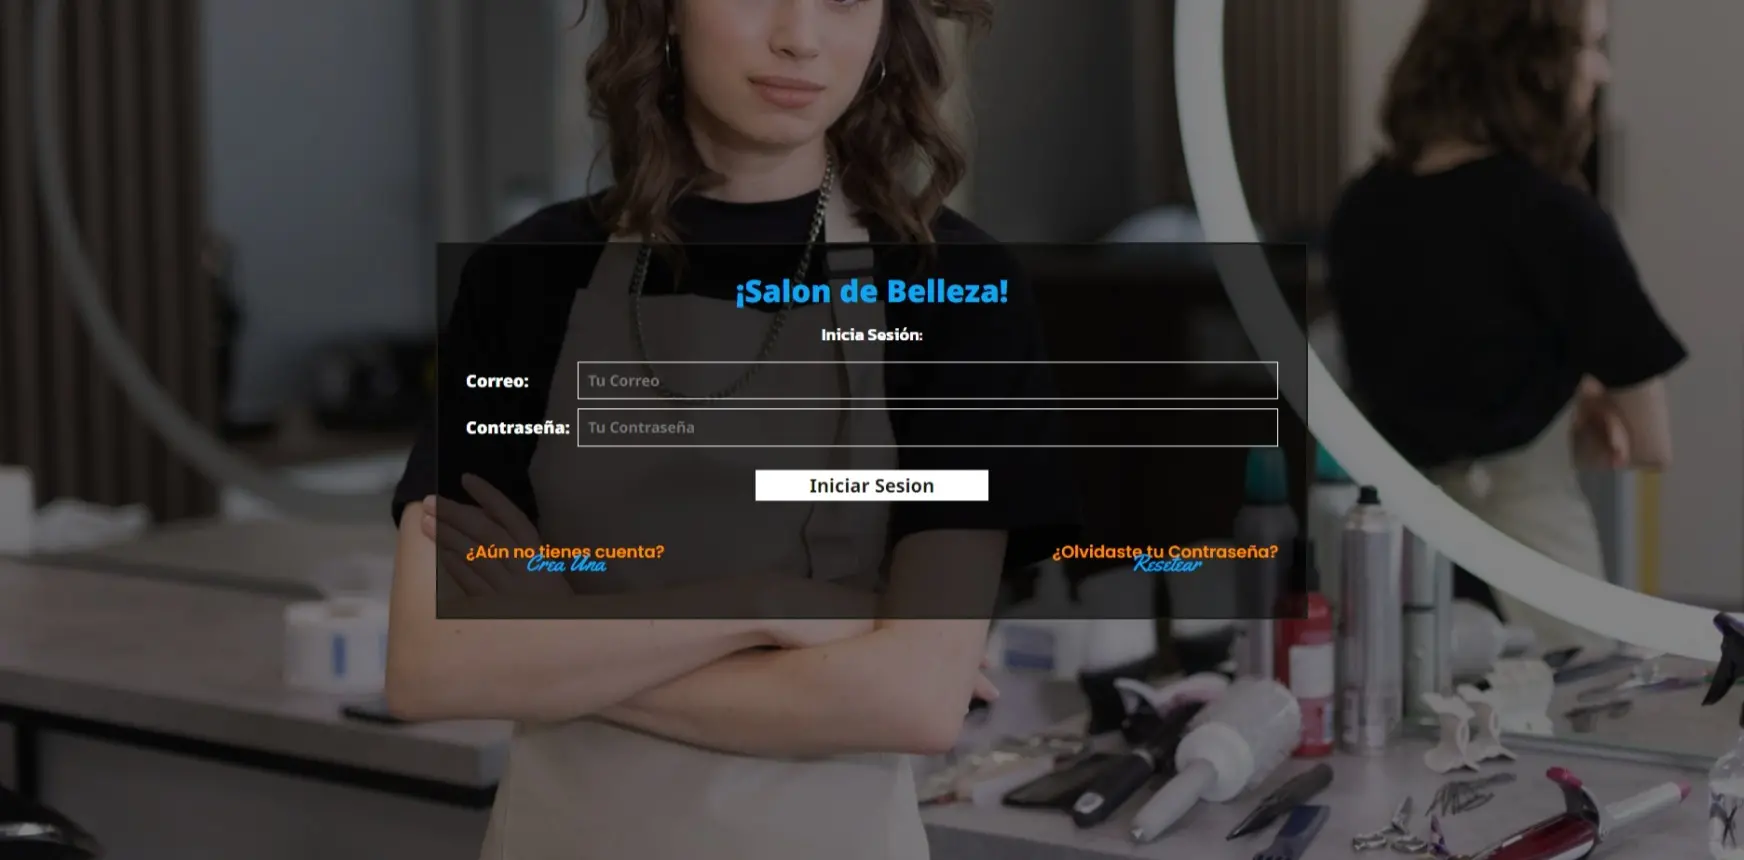 ¡Salon de Belleza!
Inicia Sesión:
Correo:
Tu Correo
Contraseña:
Tu Contraseña
Iniciar Sesion
¿Aún no tienes cuenta?
Crea Una
¿Olvidaste tu Contraseña?
Resetear